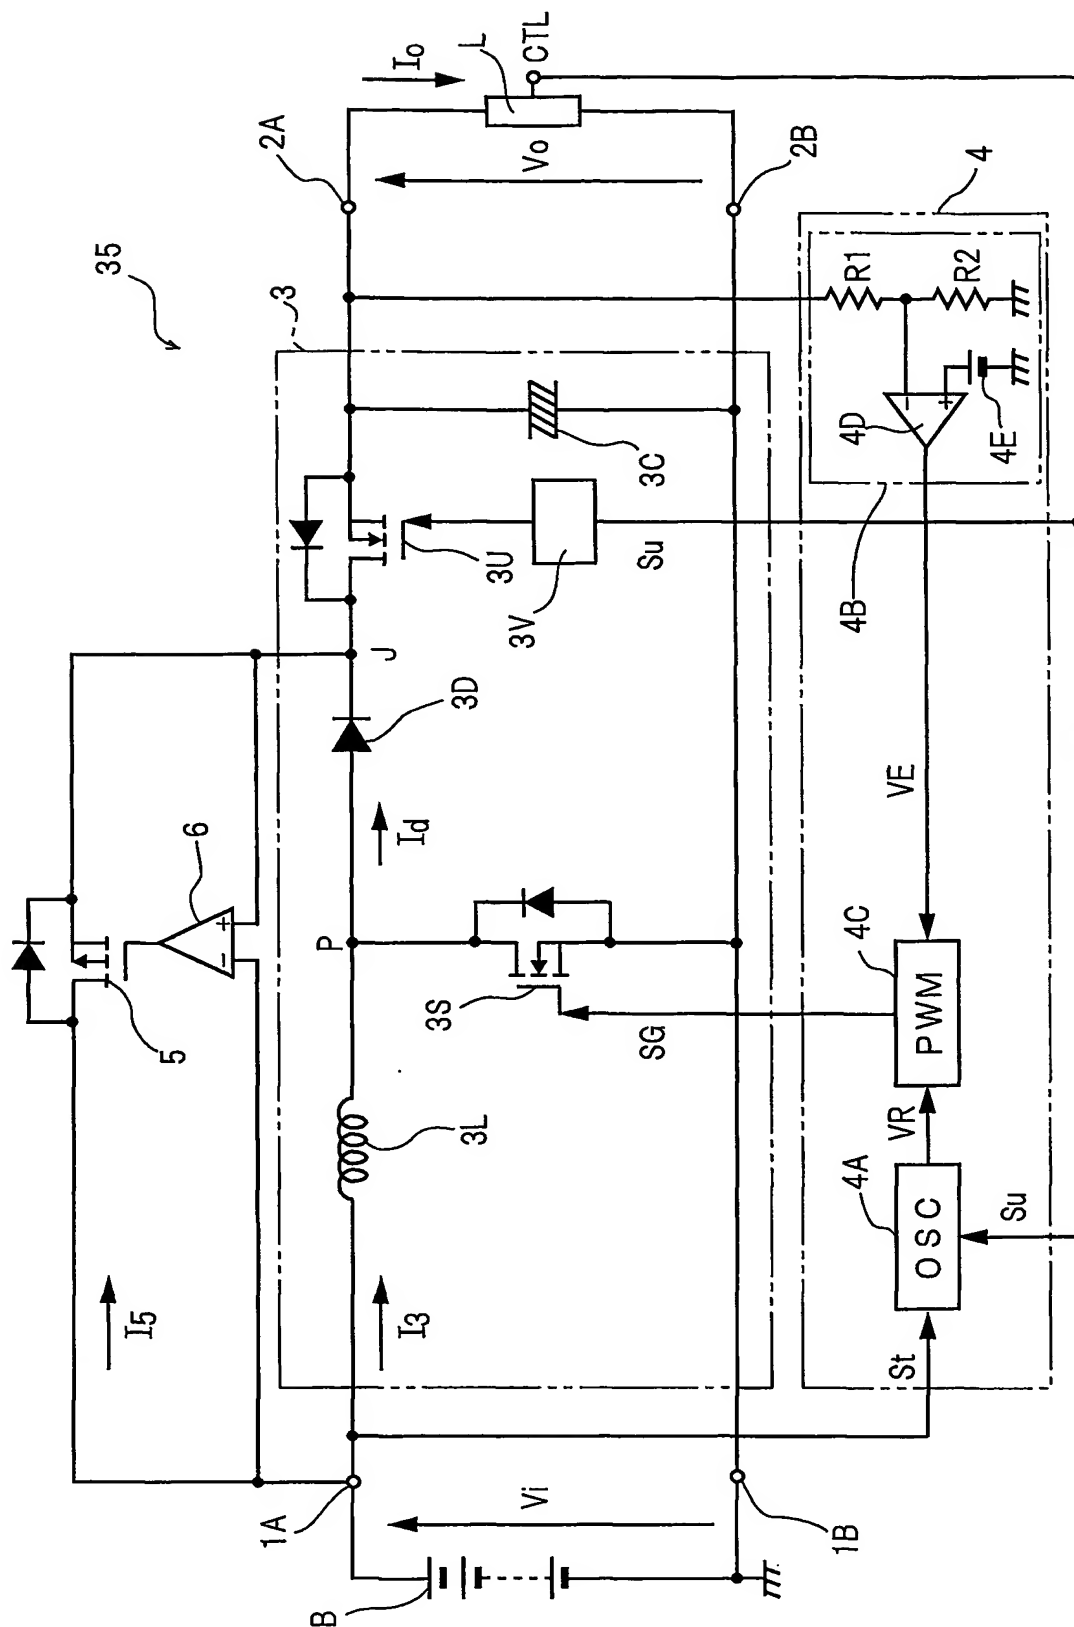 35
5
6
I5
3
2A
Io
L
CTL
J
3U
3D
3V
Su
3C
Vo
2B
P
Id
3S
SG
3L
I3
1A
Vi
1B
B
St
4
4A
OSC
Su
VR
4C
PWM
VE
4B
4D
4E
R1
R2
-
+
-
+